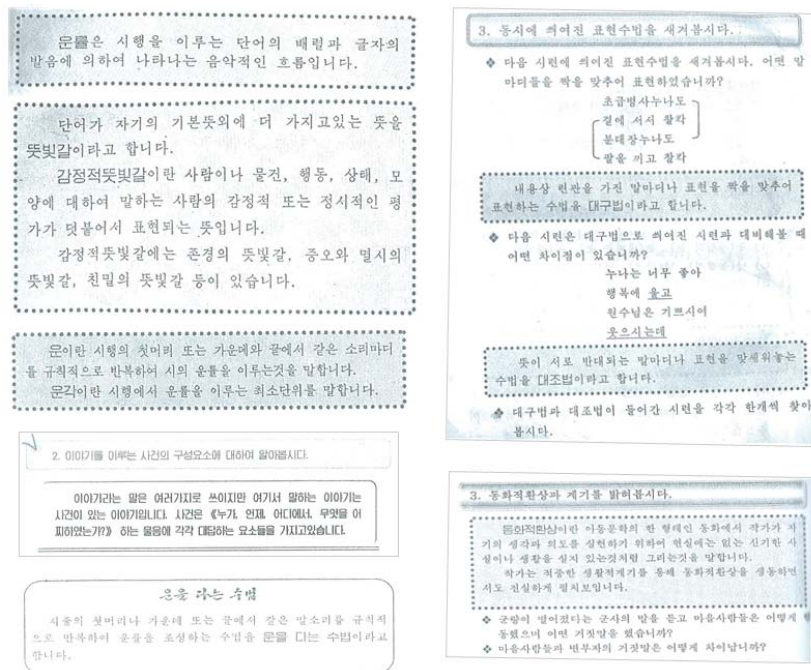 운률은 시행을 이루는 단어의 배렬과 글자의
발음에 의하여 나타나는 음악적인 흐름입니다.
단어가 자기의 기본뜻외에 더 가지고있는 뜻을
뜻빛갈이라고 합니다.
감정적뜻빛갈이란 사람이나 물건, 행동, 상태, 모
양에 대하여 말하는 사람의 감정적 또는 정시적인 평
가가 덧붙어서 표현되는 뜻입니다.
감정적뜻빛갈에는 존경의 뜻빛갈, 증오와 멸시의
뜻빛갈, 친밀의 뜻빛갈 등이 있습니다.
운이란 시행의 첫머리 또는 가운데와 끝에서 같은 소리마디
를 규칙적으로 반복하여 시의 운률을 이루는것을 말합니다.
운각이란 시행에서 운률을 이루는 최소단위를 말합니다.
2. 이야기를 이루는 사건의 구성요소에 대하여 알아봅시다.
이야기라는 말은 여러가지로 쓰이지만 여기서 말하는 이야기는
사건이 있는 이야기입니다. 사건은 《누가, 언제, 어디에서, 무엇을 어
찌하였는가?》 하는 물음에 각각 대답하는 요소들을 가지고있습니다.
운을 다는 수법
시줄의 첫머리나 가운데 또는 끝에서 같은 말소리를 규칙적
으로 반복하여 운률을 조성하는 수법을 운을 다는 수법이라고
합니다.
3. 동시에 씌여진 표현수법을 새겨봅시다.
❖ 다음 시련에 씌여진 표현수법을 새겨봅시다. 어떤 말
마디들을 짝을 맞추어 표현하였습니까?
초급병사누나도
곁에 서서 찰칵
분대장누나도
팔을 끼고 찰칵
내용상 련관을 가진 말마디나 표현을 짝을 맞추어
표현하는 수법을 대구법이라고 합니다.
❖ 다음 시련은 대구법으로 씌여진 시련과 대비해볼 때
어떤 차이점이 있습니까?
누나는 너무 좋아
행복에 울고
원수님은 기쁘시여
웃으시는데
뜻이 서로 반대되는 말마디나 표현을 맞세워놓는
수법을 대조법이라고 합니다.
❖ 대구법과 대조법이 들어간 시련을 각각 한개씩 찾아
봅시다.
3. 동화적환상과 계기를 밝혀봅시다.
동화적환상이란 아동문학의 한 형태인 동화에서 작가가 자
기의 생각과 의도를 실현하기 위하여 현실에는 없는 신기한 사
실이나 생활을 실지 있는것처럼 그리는것을 말합니다.
작가는 적중한 생활적계기를 통해 동화적환상을 생동하면
서도 진실하게 펼쳐보입니다.
❖ 군량이 떨어졌다는 군사의 말을 듣고 마을사람들은 어떻게 행
동했으며 어떤 거짓말을 했습니까?
❖ 마을사람들과 변부자의 거짓말은 어떻게 차이납니까?